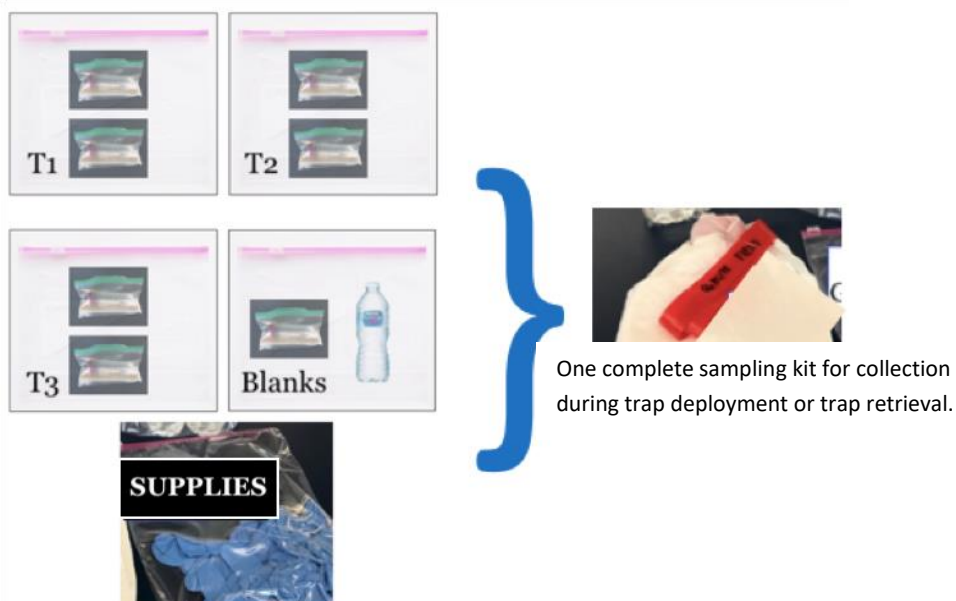 T1
T2
T3
Blanks
SUPPLIES
One complete sampling kit for collection
during trap deployment or trap retrieval.